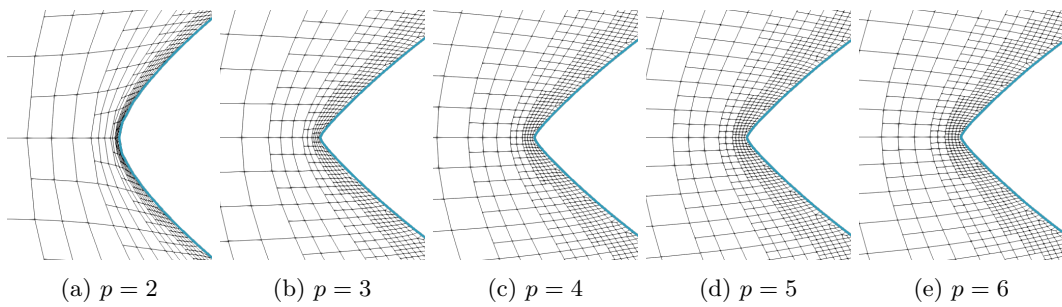 (a) p = 2
(b) p = 3
(c) p = 4
(d) p = 5
(e) p = 6